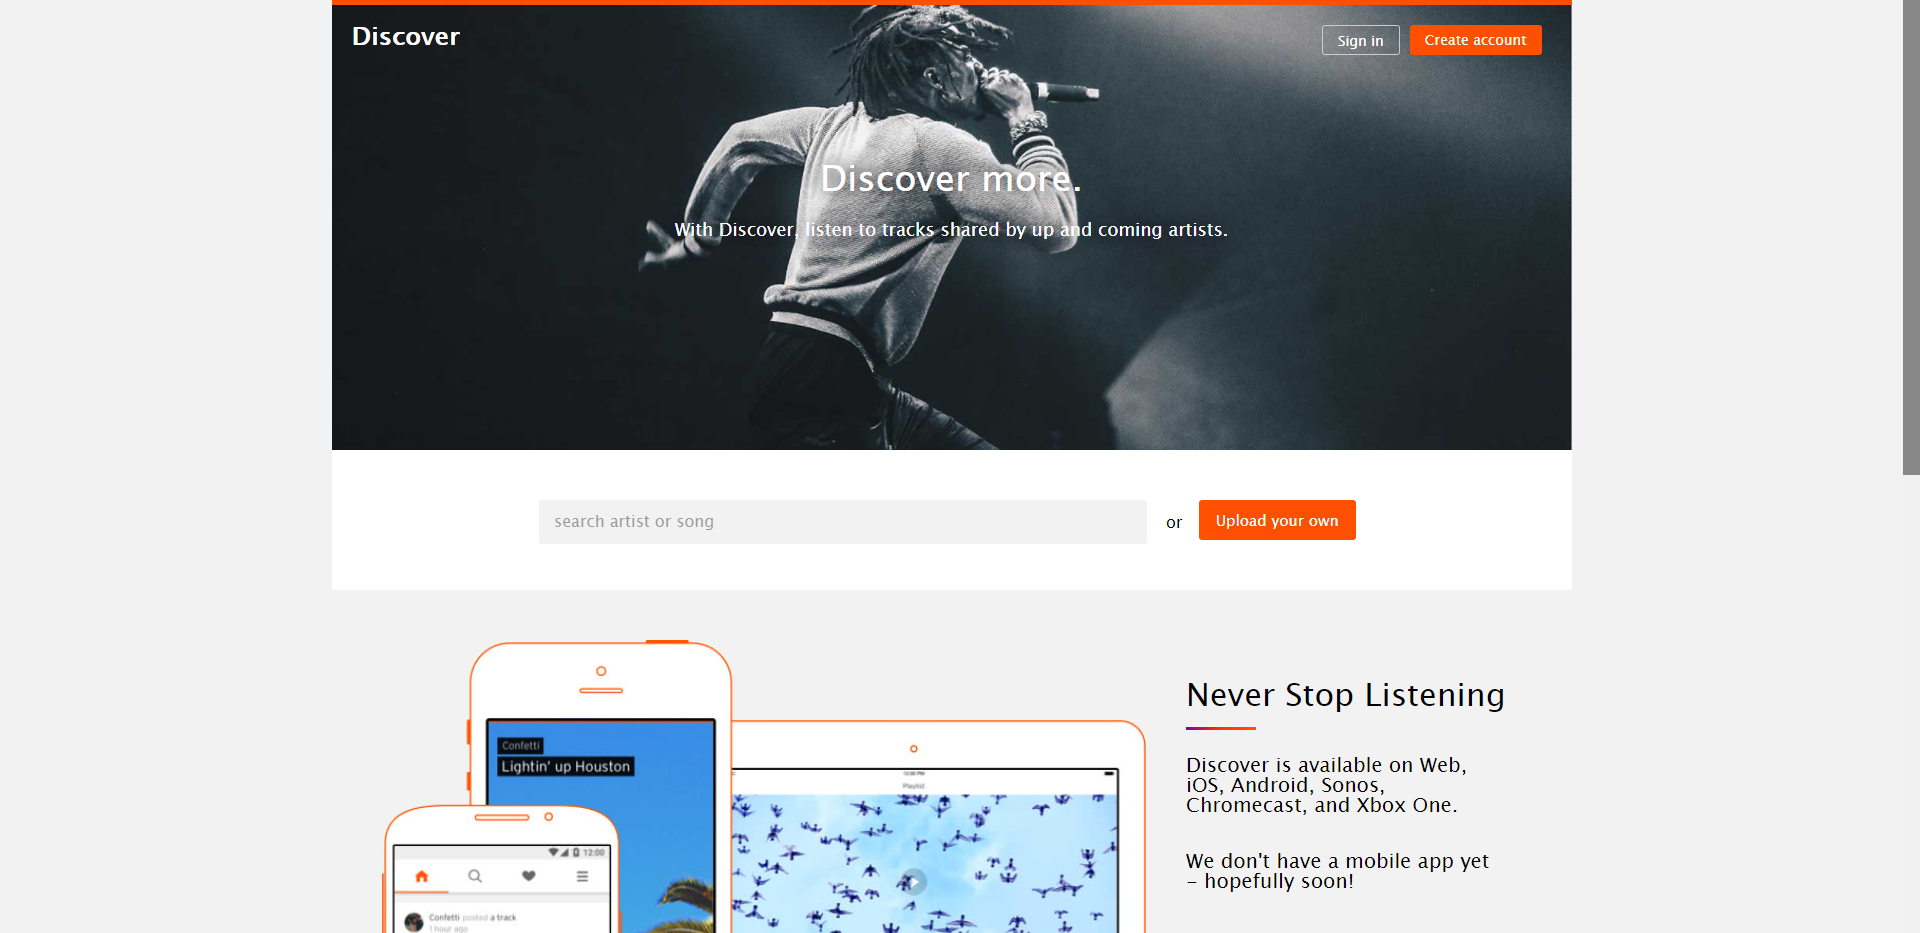 Discover
Sign in
Create account
Discover more.
With Discover, listen to tracks shared by up and coming artists.
search artist or song
or
Upload your own
Never Stop Listening
Discover is available on Web,
iOS, Android, Sonos,
Chromecast, and Xbox One.
We don't have a mobile app yet
- hopefully soon!
Confetti
Lightin' up Houston
12:00 PM
Playlist
12:00
Confetti posted a track
1 hour ago